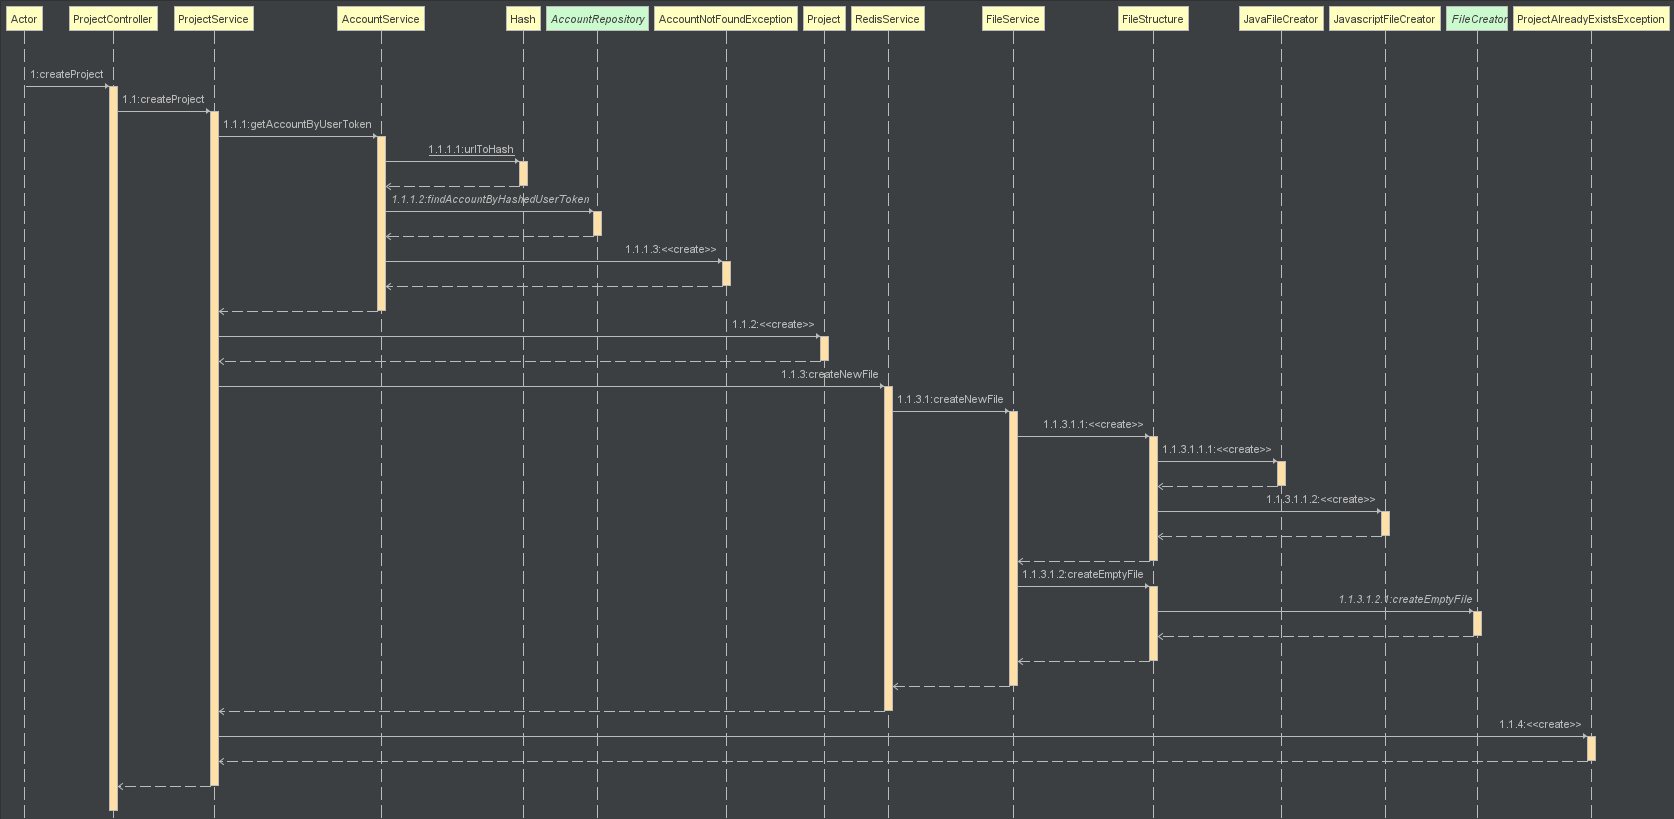 Actor
ProjectController
ProjectService
AccountService
Hash
AccountRepository
AccountNotFoundException
Project
RedisService
FileService
FileStructure
JavaFileCreator
JavascriptFileCreator
FileCreator
ProjectAlreadyExistsException
1:createProject
1.1:createProject
1.1.1:getAccountByUserToken
1.1.1.1:urlToHash
1.1.1.2:findAccountByHashedUserToken
1.1.1.3:<<create>>
1.1.2:<<create>>
1.1.3:createNewFile
1.1.3.1:createNewFile
1.1.3.1.1:<<create>>
1.1.3.1.1.1:<<create>>
1.1.3.1.1.2:<<create>>
1.1.3.1.2:createEmptyFile
1.1.3.1.2.1:createEmptyFile
1.1.4:<<create>>